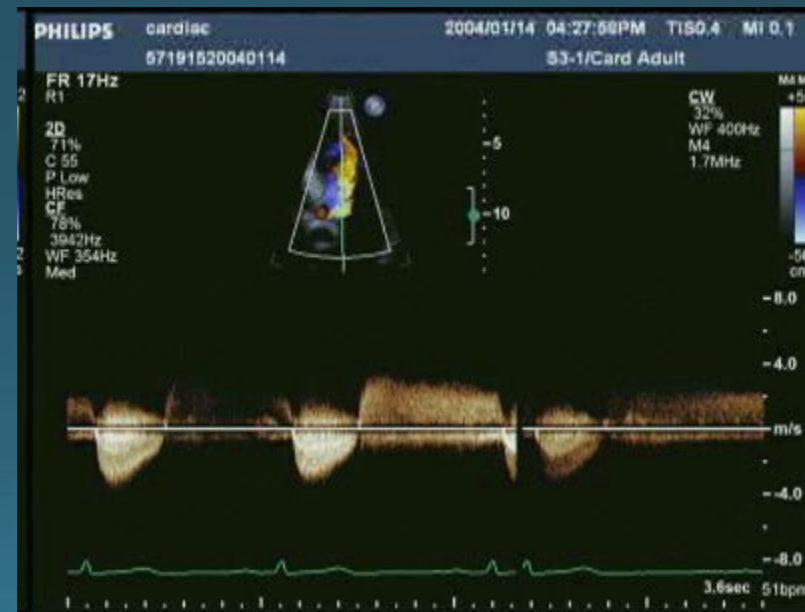 PHILIPS cardiac 2004/01/14 04:27:58PM TIS0.4 MI 0.1
57191520040114 S3-1/Card Adult
FR 17Hz
R1
2D
71%
C 55
P Low
HRes
CF
78%
3942Hz
WF 354Hz
Med
CW
32%
WF 400Hz
M4
1.7MHz
5
10
8.0
4.0
m/s
-4.0
-8.0
3.6sec 51bpm